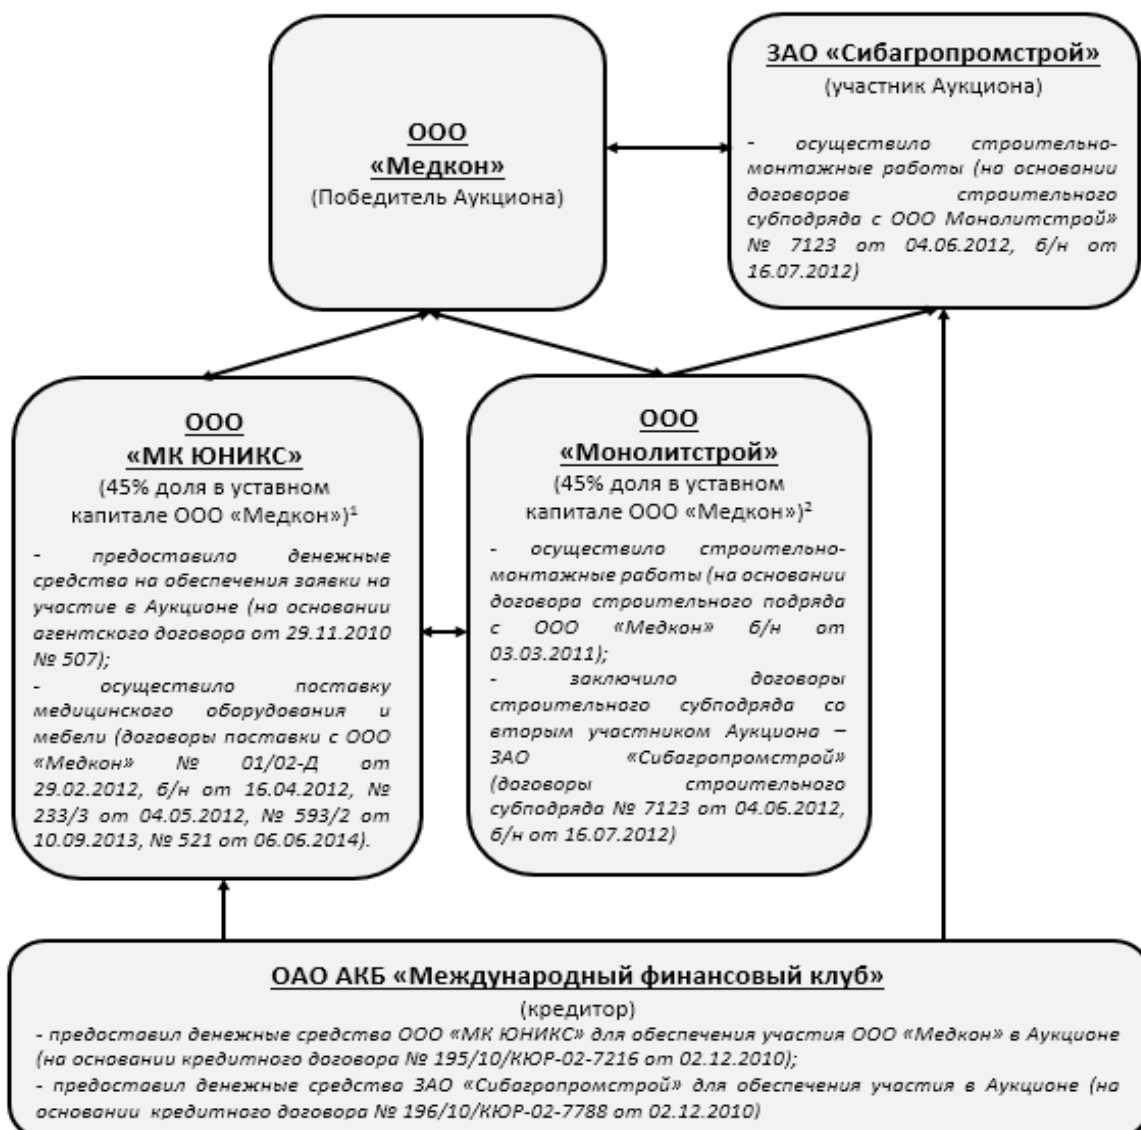 ООО
«Медкон»
(Победитель Аукциона)
ЗАО «Сибагропромстрой»
(участник Аукциона)
- осуществило строительно-
монтажные работы (на основании
договоров строительного
субподряда с ООО Монолитстрой»
№ 7123 от 04.06.2012, б/н от
16.07.2012)
ООО
«МК ЮНИКС»
(45% доля в уставном
капитале ООО «Медкон»)¹
- предоставило денежные
средства на обеспечения заявки на
участие в Аукционе (на основании
агентского договора от 29.11.2010
№ 507);
- осуществило поставку
медицинского оборудования и
мебели (договоры поставки с ООО
«Медкон» № 01/02-Д от
29.02.2012, б/н от 16.04.2012, №
233/3 от 04.05.2012, № 593/2 от
10.09.2013, № 521 от 06.06.2014).
ООО
«Монолитстрой»
(45% доля в уставном
капитале ООО «Медкон»)²
- осуществило строительно-
монтажные работы (на основании
договора строительного подряда
с ООО «Медкон» б/н от
03.03.2011);
- заключило договоры
строительного субподряда со
вторым участником Аукциона –
ЗАО «Сибагропромстрой»
(договоры строительного
субподряда № 7123 от 04.06.2012,
б/н от 16.07.2012)
ОАО АКБ «Международный финансовый клуб»
(кредитор)
- предоставил денежные средства ООО «МК ЮНИКС» для обеспечения участия ООО «Медкон» в Аукционе
(на основании кредитного договора № 195/10/КЮР-02-7216 от 02.12.2010);
- предоставил денежные средства ЗАО «Сибагропромстрой» для обеспечения участия в Аукционе (на
основании кредитного договора № 196/10/КЮР-02-7788 от 02.12.2010)